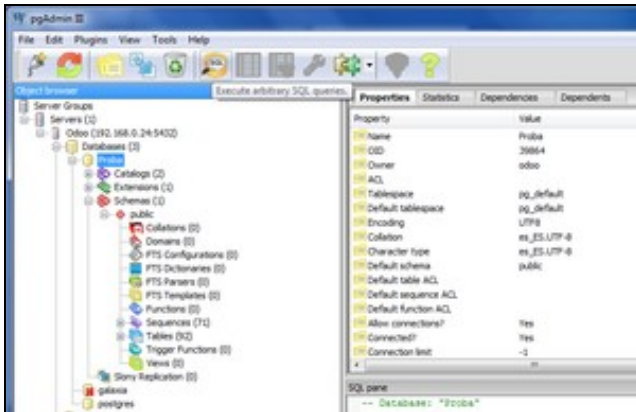 pgAdmin III
File Edit Plugins View Tools Help
Execute arbitrary SQL queries.
Object browser
Server Groups
Servers (1)
Odoo (192.168.0.24:5432)
Databases (3)
Proba
Catalogs (2)
Extensions (1)
Schemas (1)
public
Collations (0)
Domains (0)
FTS Configurations (0)
FTS Dictionaries (0)
FTS Parsers (0)
FTS Templates (0)
Functions (0)
Sequences (71)
Tables (92)
Trigger Functions (0)
Views (0)
Slony Replication (0)
galaxia
postgres
Properties Statistics Dependencies Dependents
Property Value
Name Proba
OID 39864
Owner odoo
ACL
Tablespace pg_default
Default tablespace pg_default
Encoding UTF8
Collation es_ES.UTF-8
Character type es_ES.UTF-8
Default schema public
Default table ACL
Default sequence ACL
Default function ACL
Allow connections? Yes
Connected? Yes
Connection limit -1
SQL pane
-- Database: "Proba"